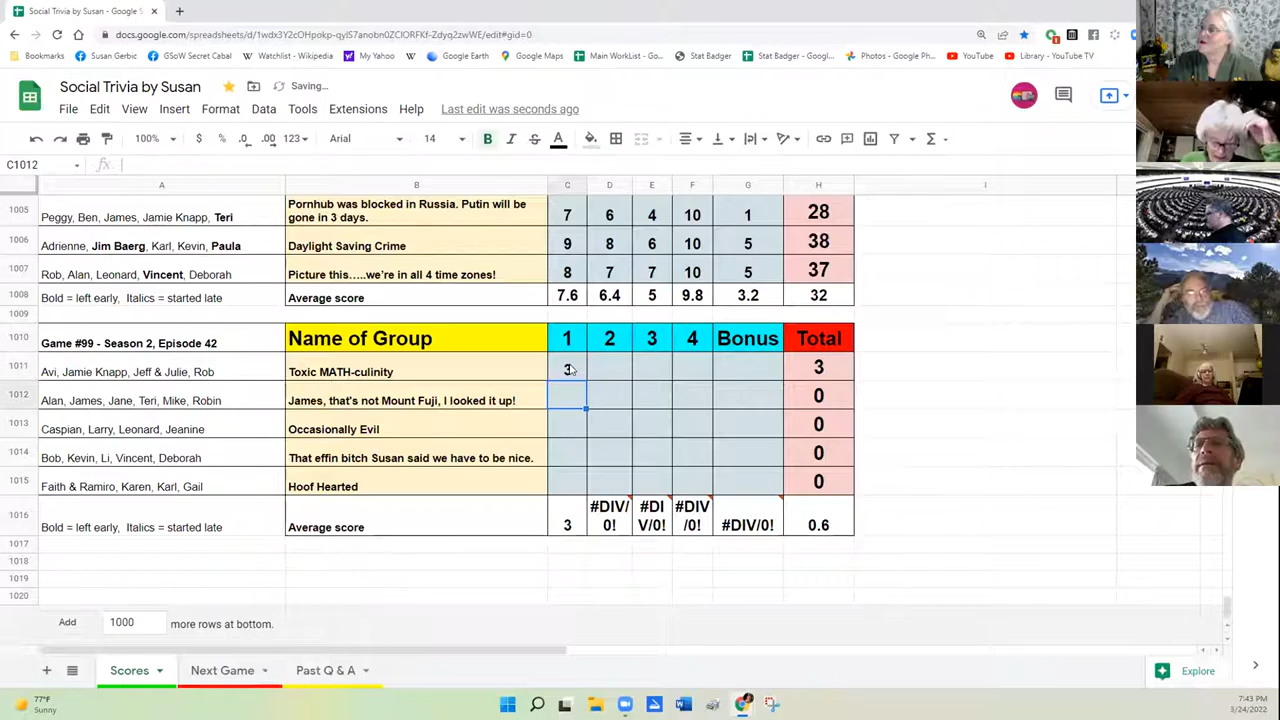 Social Trivia by Susan - Google S
docs.google.com/spreadsheets/d/1wdx3Y2cOHpokp-qyIS7anobn0ZClORFKf-Zdyq2zwWE/edit#gid=0
Bookmarks by Susan Gerbic GSoW Secret Cabal Watchlist - Wikipedia My Yahoo Google Earth Google Maps Main WorkList - Go... Stat Badger Stat Badger - Googl... Photos - Google Ph... YouTube Library - YouTube TV
Social Trivia by Susan Saving...
File Edit View Insert Format Data Tools Extensions Help Last edit was seconds ago
100% $ % .0 .00 123 Arial 14 B I S A
C1012 fx
A B C D E F G H I
1005 Peggy, Ben, James, Jamie Knapp, Teri Pornhub was blocked in Russia. Putin will be gone in 3 days. 7 6 4 10 1 28
1006 Adrienne, Jim Baerg, Karl, Kevin, Paula Daylight Saving Crime 9 8 6 10 5 38
1007 Rob, Alan, Leonard, Vincent, Deborah Picture this.....we're in all 4 time zones! 8 7 7 10 5 37
1008 Bold = left early, Italics = started late Average score 7.6 6.4 5 9.8 3.2 32
1009
1010 Game #99 - Season 2, Episode 42 Name of Group 1 2 3 4 Bonus Total
1011 Avi, Jamie Knapp, Jeff & Julie, Rob Toxic MATH-culinity 3 3
1012 Alan, James, Jane, Teri, Mike, Robin James, that's not Mount Fuji, I looked it up! 0
1013 Caspian, Larry, Leonard, Jeanine Occasionally Evil 0
1014 Bob, Kevin, Li, Vincent, Deborah That effin bitch Susan said we have to be nice. 0
1015 Faith & Ramiro, Karen, Karl, Gail Hoof Hearted 0
1016 Bold = left early, Italics = started late Average score 3 #DIV/0! #DIV/0! #DIV/0! #DIV/0! 0.6
1017
1018
1019
1020
Add 1000 more rows at bottom.
Scores Next Game Past Q & A Explore
77°F
Sunny
7:43 PM
3/24/2022